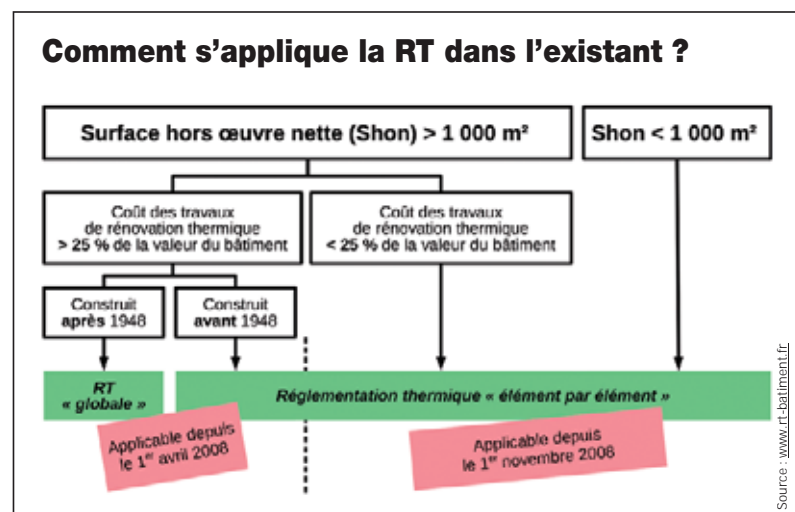 Comment s'applique la RT dans l'existant ?
Surface hors œuvre nette (Shon) > 1 000 m²
Shon < 1 000 m²
Coût des travaux
de rénovation thermique
> 25 % de la valeur du bâtiment
Coût des travaux
de rénovation thermique
< 25 % de la valeur du bâtiment
Construit
après 1948
Construit
avant 1948
RT
« globale »
Réglementation thermique « élément par élément »
Applicable depuis
le 1er avril 2008
Applicable depuis
le 1er novembre 2008
Source : www.rt-batiment.fr